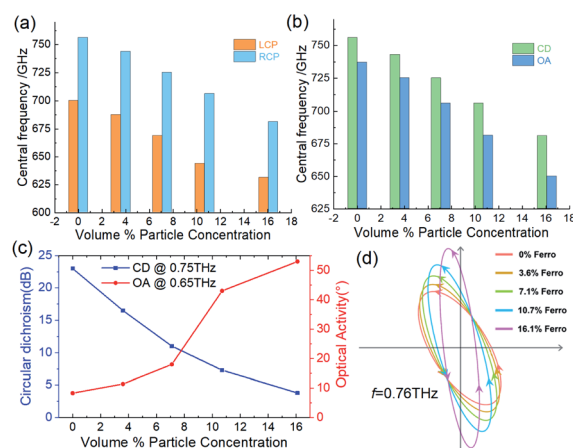 (a)
LCP
RCP
Central frequency /GHz
750
725
700
675
650
625
600
-2 0 2 4 6 8 10 12 14 16 18
Volume % Particle Concentration
(b)
CD
OA
Central frequency /GHz
750
725
700
675
650
625
-2 0 2 4 6 8 10 12 14 16 18
Volume % Particle Concentration
(c)
CD @ 0.75THz
OA @ 0.65THz
Circular dichroism(dB)
25
20
15
10
5
0
Optical Activity(°)
50
40
30
20
10
0
0 2 4 6 8 10 12 14 16
Volume % Particle Concentration
(d)
0% Ferro
3.6% Ferro
7.1% Ferro
10.7% Ferro
16.1% Ferro
f=0.76THz